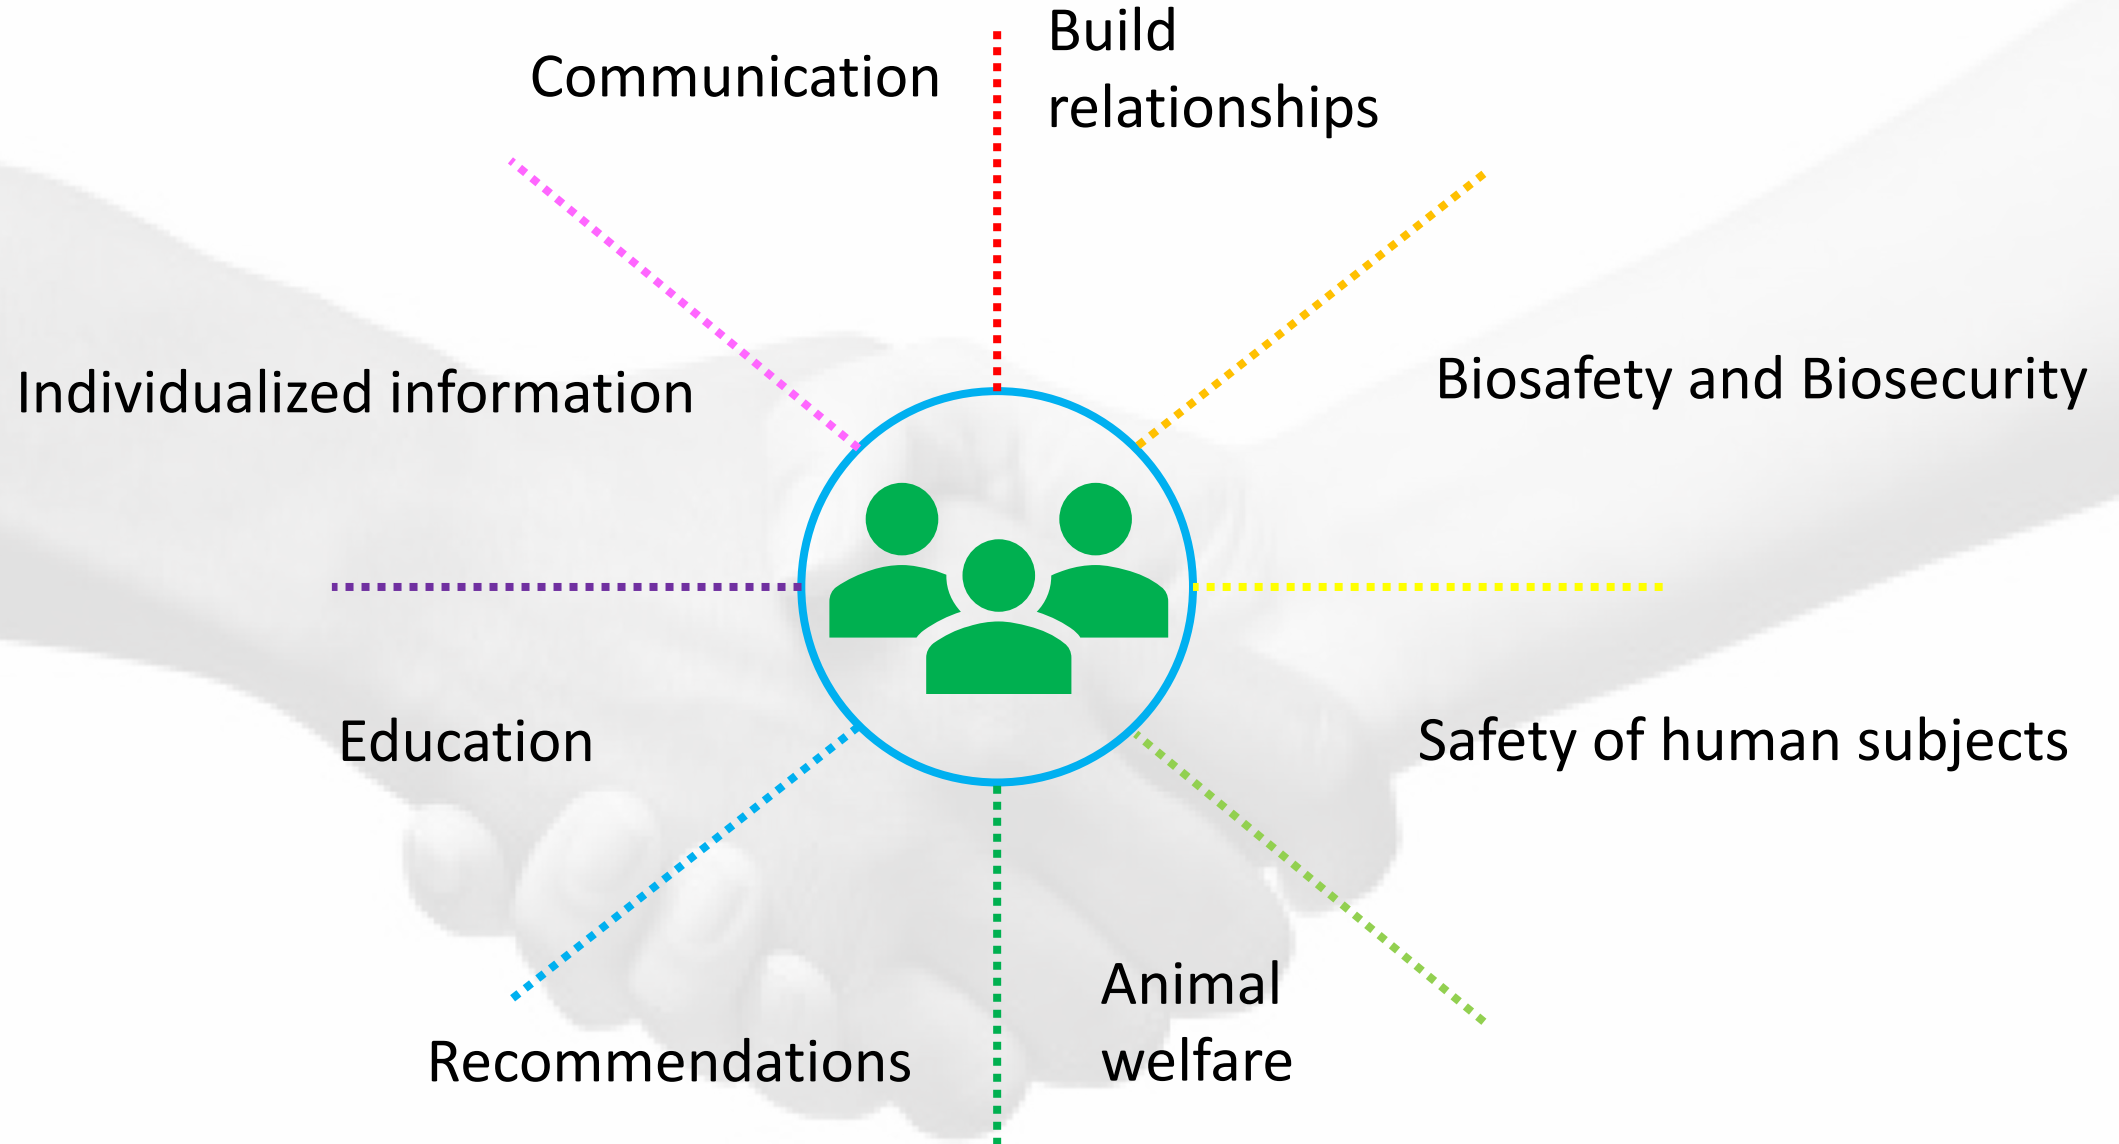 Build
relationships
Communication
Individualized information
Biosafety and Biosecurity
Education
Safety of human subjects
Animal
welfare
Recommendations